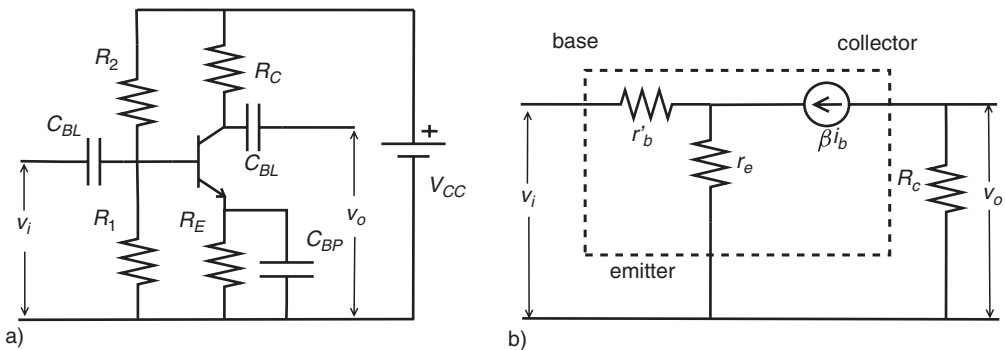 R2
RC
CBL
CBL
+
VCC
vi
R1
RE
vo
CBP
a)
base
collector
r'b
βib
re
Rc
vi
vo
emitter
b)